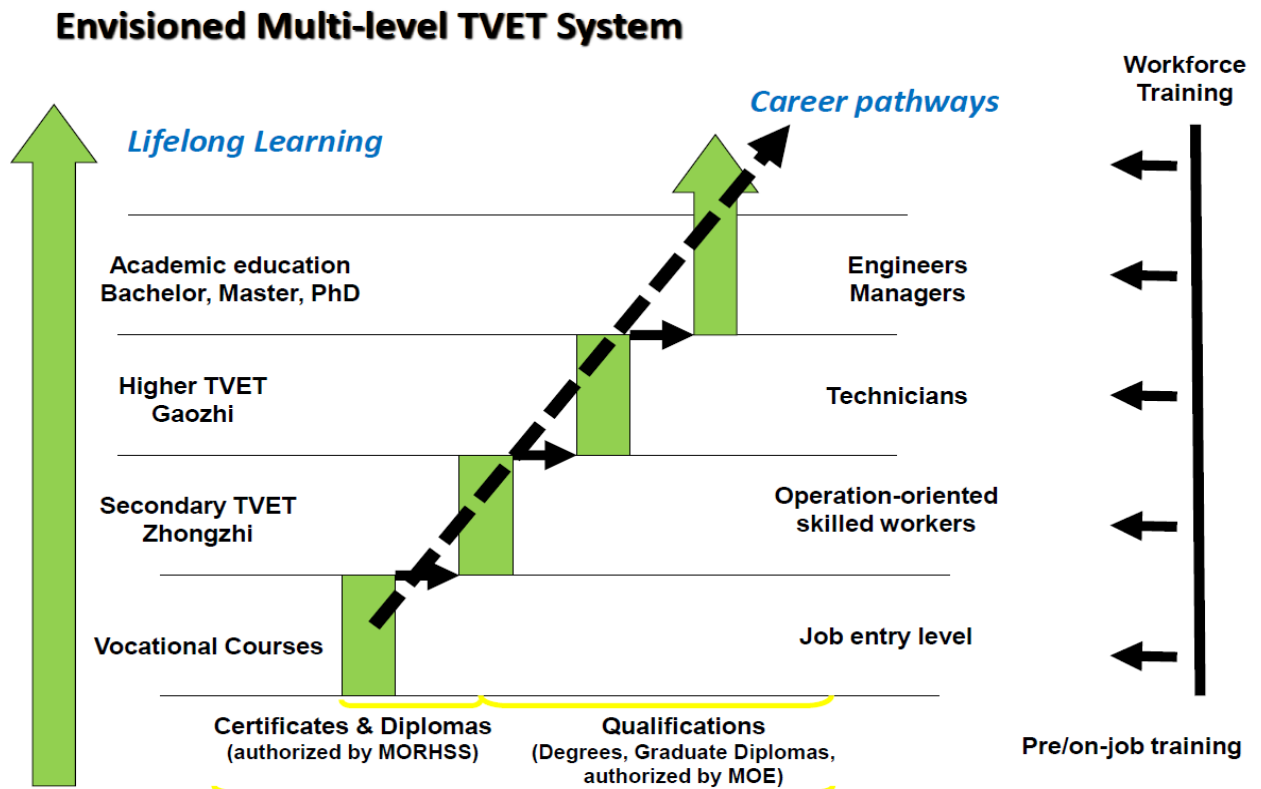 Envisioned Multi-level TVET System
Workforce
Training
Career pathways
Lifelong Learning
Academic education
Bachelor, Master, PhD
Engineers
Managers
Higher TVET
Gaozhi
Technicians
Secondary TVET
Zhongzhi
Operation-oriented
skilled workers
Vocational Courses
Job entry level
Certificates & Diplomas
(authorized by MORHSS)
Qualifications
(Degrees, Graduate Diplomas,
authorized by MOE)
Pre/on-job training